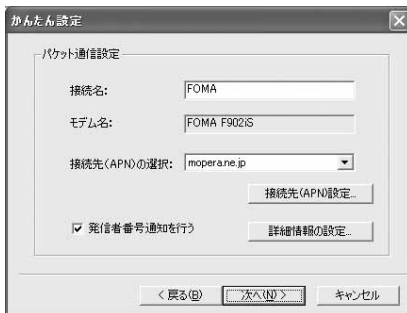 かんたん設定
パケット通信設定
接続名: FOMA
モデム名: FOMA F902iS
接続先(APN)の選択: mopera.ne.jp
接続先(APN)設定...
発信者番号通知を行う 詳細情報の設定...
< 戻る(B) 次へ(N) > キャンセル